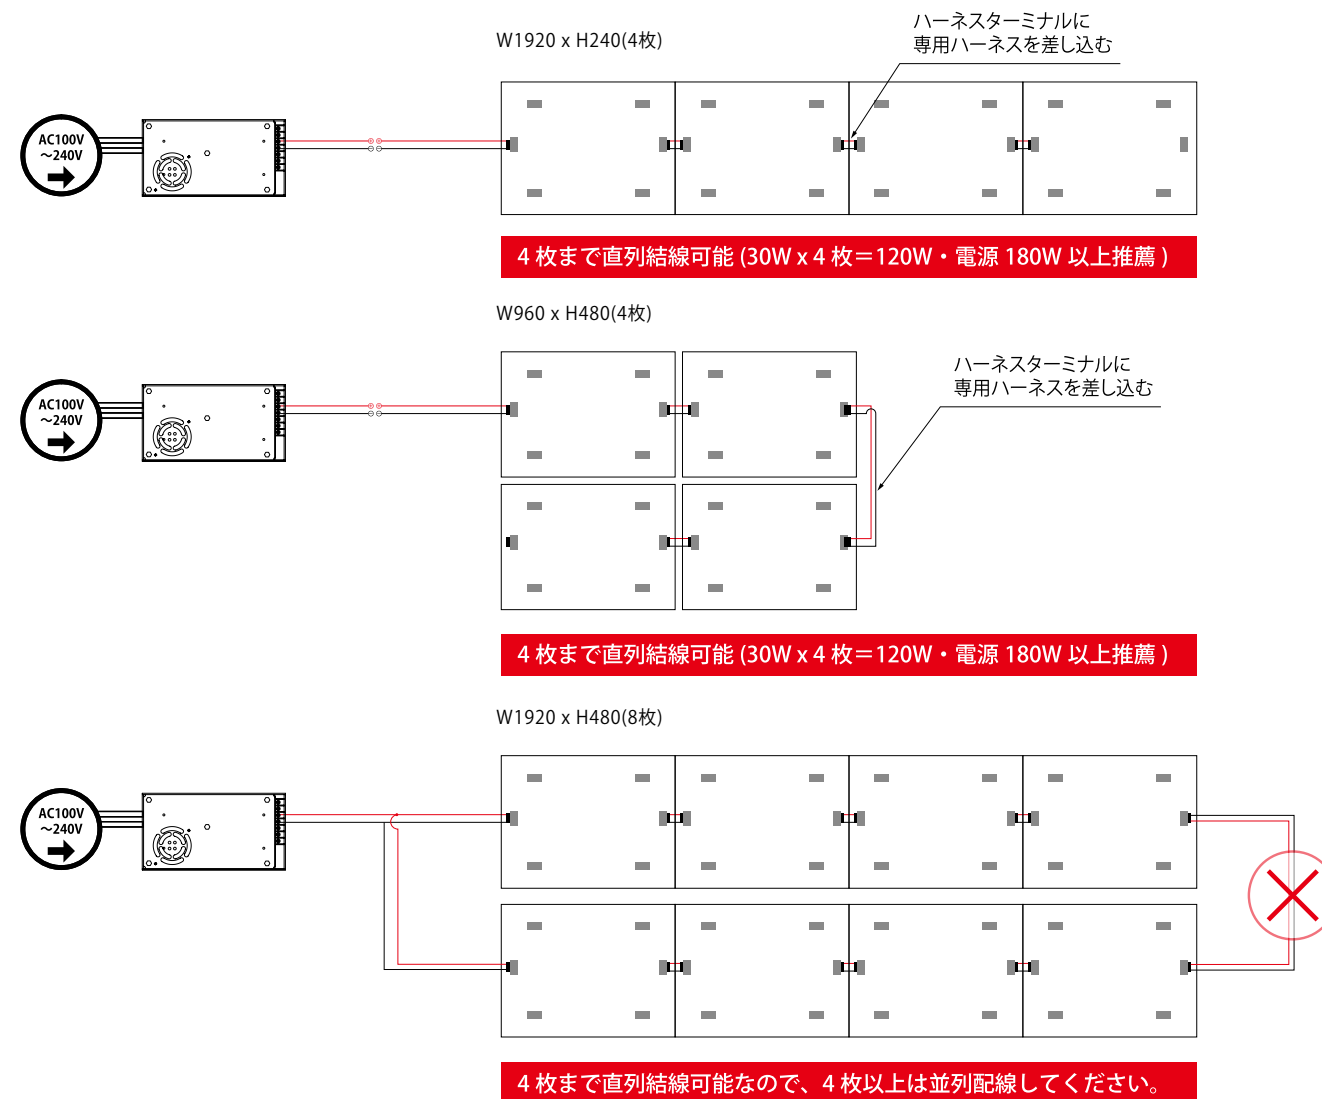 ハーネスターミナルに
専用ハーネスを差し込む
W1920 x H240(4枚)
AC100V
～240V
4 枚まで直列結線可能 (30W x 4 枚＝120W・電源 180W 以上推薦 )
W960 x H480(4枚)
ハーネスターミナルに
専用ハーネスを差し込む
AC100V
～240V
4 枚まで直列結線可能 (30W x 4 枚＝120W・電源 180W 以上推薦 )
W1920 x H480(8枚)
AC100V
～240V
4 枚まで直列結線可能なので、4 枚以上は並列配線してください。